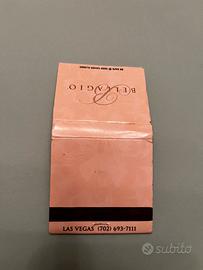 BELLAGIO
B
LAS VEGAS (702) 693-7111
subito